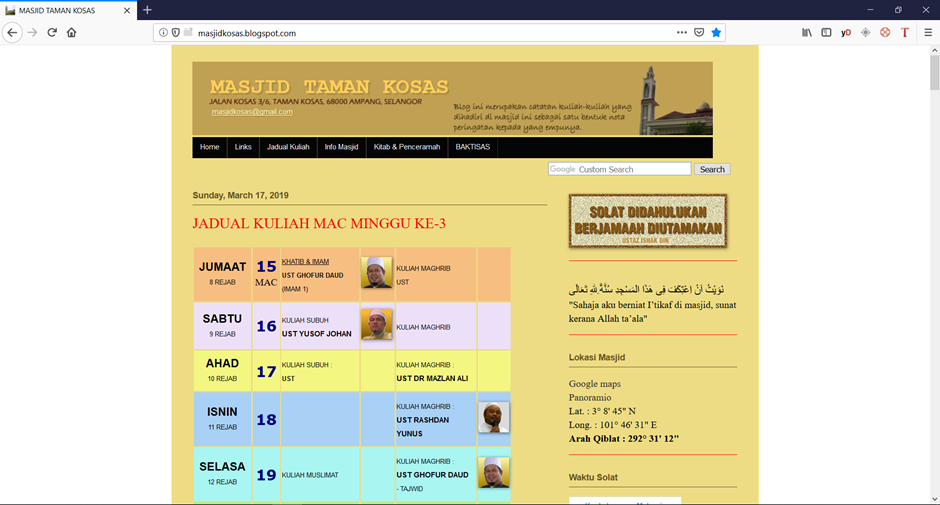 MASJID TAMAN KOSAS
masjidkosas.blogspot.com
yD
T
MASJID TAMAN KOSAS
JALAN KOSAS 3/6, TAMAN KOSAS, 68000 AMPANG, SELANGOR
masjidkosas@gmail.com
Blog ini merupakan catatan kuliah-kuliah yang
dihadiri di masjid ini sebagai satu bentuk nota
peringatan kepada yang empunya.
Home Links Jadual Kuliah Info Masjid Kitab & Penceramah BAKTISAS
Google Custom Search Search
Sunday, March 17, 2019
JADUAL KULIAH MAC MINGGU KE-3
JUMAAT
8 REJAB
15
MAC
KHATIB & IMAM
UST GHOFUR DAUD
(IMAM 1)
KULIAH MAGHRIB
UST
SABTU
9 REJAB
16
KULIAH SUBUH
UST YUSOF JOHAN
KULIAH MAGHRIB
AHAD
10 REJAB
17
KULIAH SUBUH :
UST
KULIAH MAGHRIB :
UST DR MAZLAN ALI
ISNIN
11 REJAB
18
KULIAH MAGHRIB :
UST RASHDAN
YUNUS
SELASA
12 REJAB
19
KULIAH MUSLIMAT
KULIAH MAGHRIB :
UST GHOFUR DAUD
- TAJWID
SOLAT DIDAHULUKAN
BERJAMAAH DIUTAMAKAN
USTAZ ISHAK DIN
نَوَيْتُ أَنْ اِعْتِكَفَ فِى هَذَا المَسْجِدِ سُنَّةً لِلَّهِ تَعَالَى
"Sahaja aku berniat I'tikaf di masjid, sunat
kerana Allah ta'ala"
Lokasi Masjid
Google maps
Panoramio
Lat. : 3° 8' 45" N
Long. : 101° 46' 31" E
Arah Qiblat : 292° 31' 12"
Waktu Solat